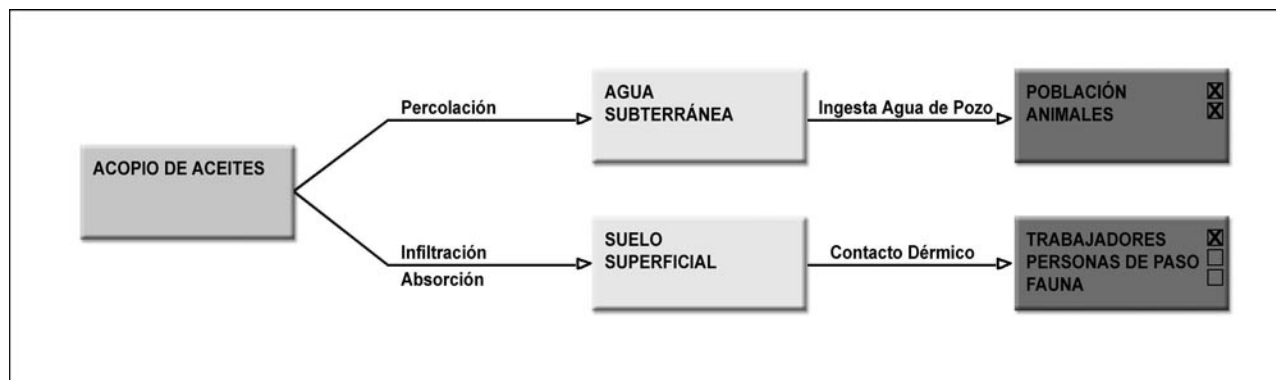 ACOPIO DE ACEITES
Percolación
AGUA
SUBTERRÁNEA
Ingesta Agua de Pozo
POBLACIÓN
ANIMALES
Infiltración
Absorción
SUELO
SUPERFICIAL
Contacto Dérmico
TRABAJADORES
PERSONAS DE PASO
FAUNA